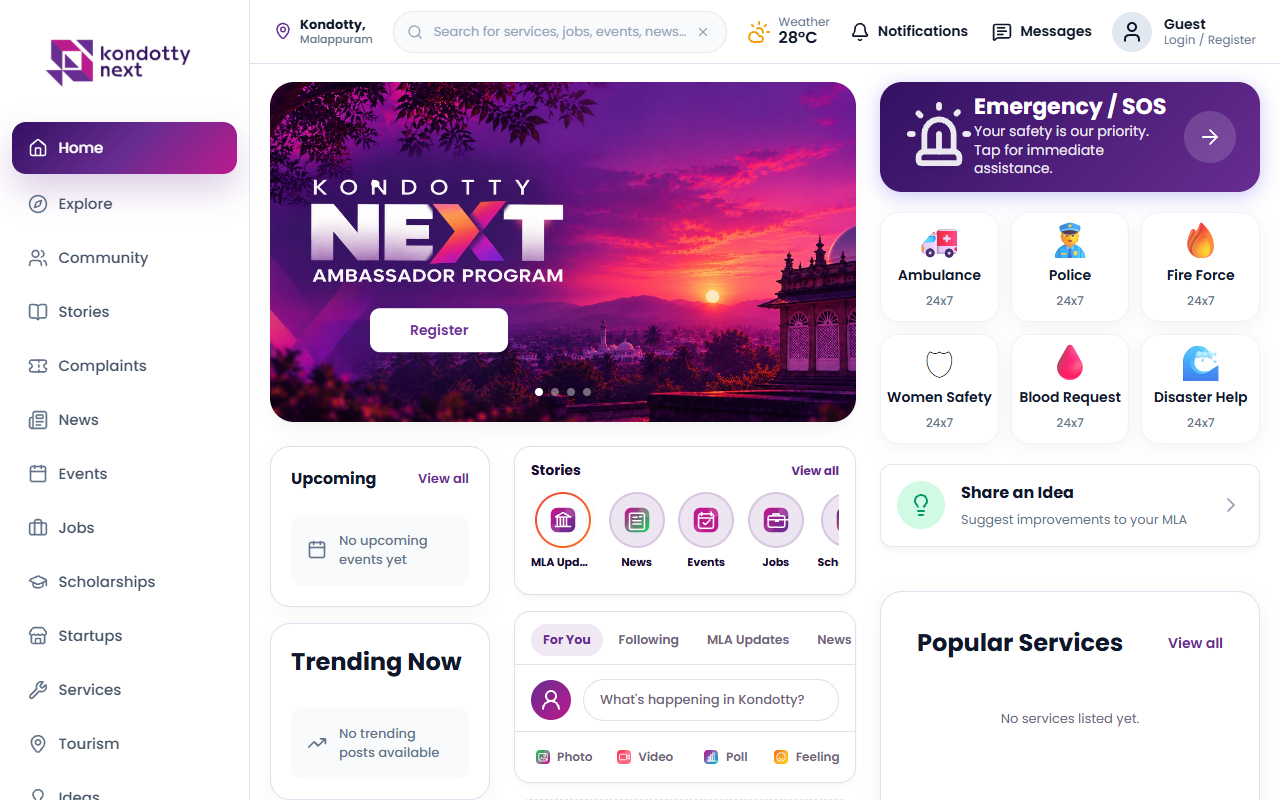 kondotty
next
Home
Explore
Community
Stories
Complaints
News
Events
Jobs
Scholarships
Startups
Services
Tourism
Ideas
Kondotty,
Malappuram
Search for services, jobs, events, news...
Weather
28°C
Notifications
Messages
Guest
Login / Register
KONDOTTY
NEXT
AMBASSADOR PROGRAM
Register
Emergency / SOS
Your safety is our priority.
Tap for immediate
assistance.
Ambulance
24x7
Police
24x7
Fire Force
24x7
Women Safety
24x7
Blood Request
24x7
Disaster Help
24x7
Share an Idea
Suggest improvements to your MLA
Upcoming
View all
No upcoming
events yet
Trending Now
No trending
posts available
Stories
View all
MLA Upd...
News
Events
Jobs
Sch
For You
Following
MLA Updates
News
What's happening in Kondotty?
Photo
Video
Poll
Feeling
Popular Services
View all
No services listed yet.